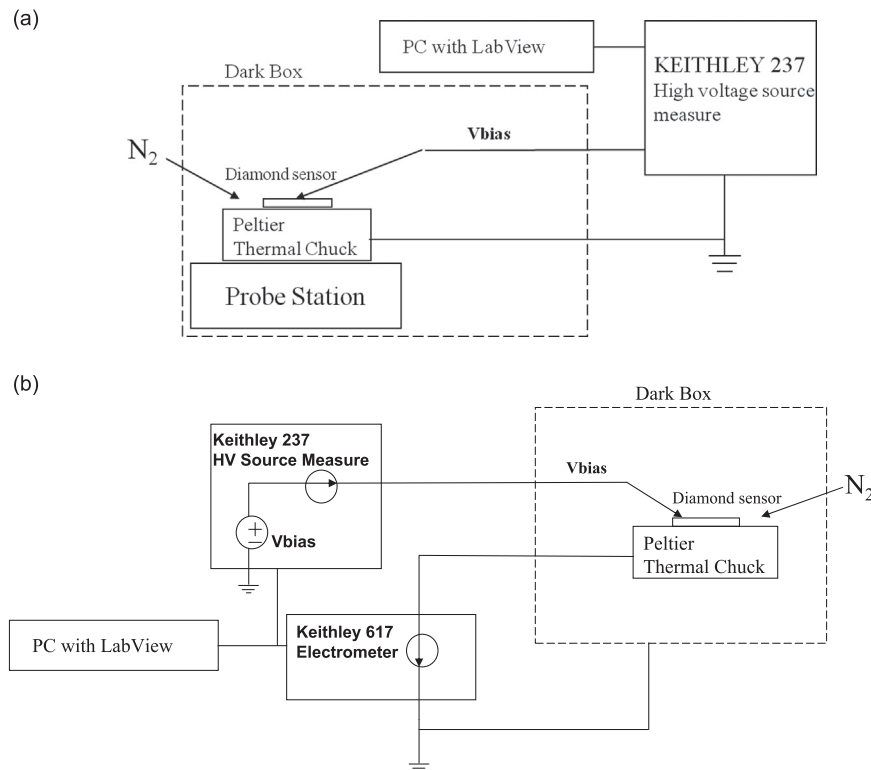 (a)
PC with LabView
KEITHLEY 237
High voltage source
measure
Dark Box
Vbias
N2
Diamond sensor
Peltier
Thermal Chuck
Probe Station
(b)
Dark Box
Keithley 237
HV Source Measure
Vbias
N2
Diamond sensor
+
−
Vbias
Peltier
Thermal Chuck
Keithley 617
Electrometer
PC with LabView